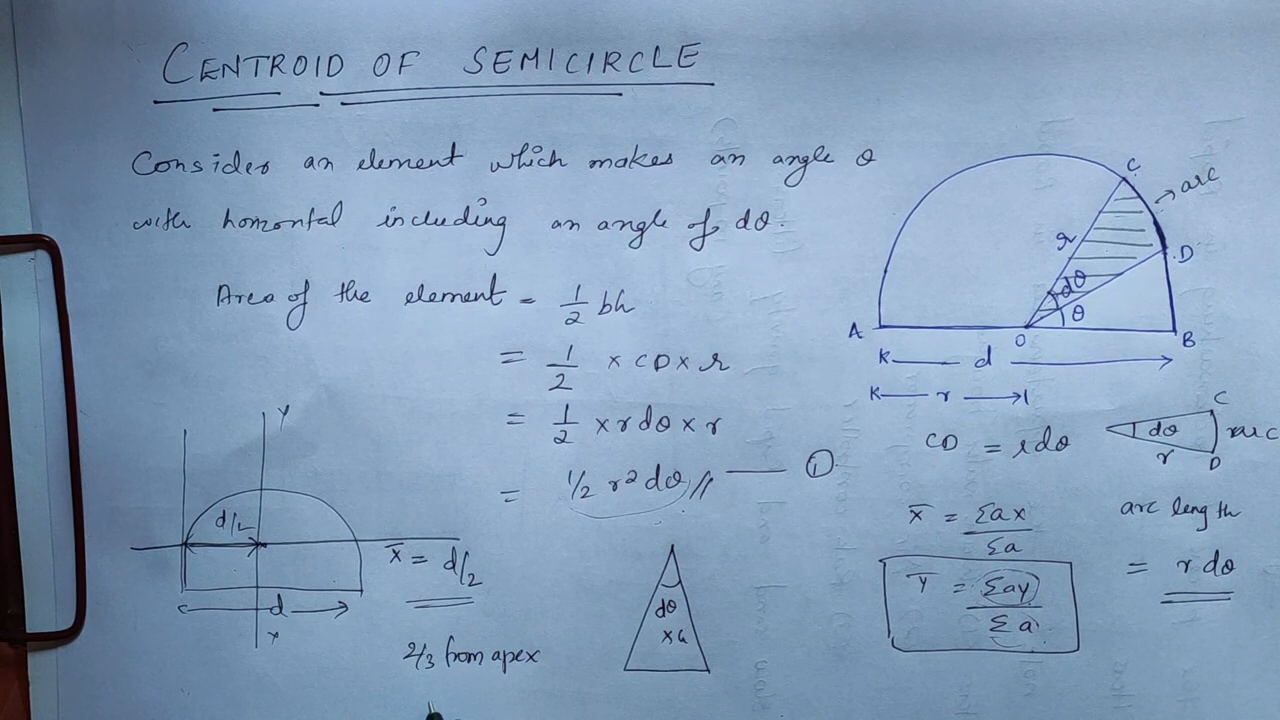 CENTROID OF SEMICIRCLE
Consider an element which makes an angle θ
with horizontal including an angle of dθ.
Area of the element = 1/2 bh
= 1/2 × CD × r
= 1/2 × r dθ × r
= 1/2 r² dθ // — ①
C
arc
r
D
dθ
θ
A
O
B
d
r
CD = r dθ
C
dθ
arc
r
D
x̄ = Σax / Σa
arc length
= r dθ
ȳ = Σay / Σa
y
d/2
x̄ = d/2
d
2/3 from apex
dθ